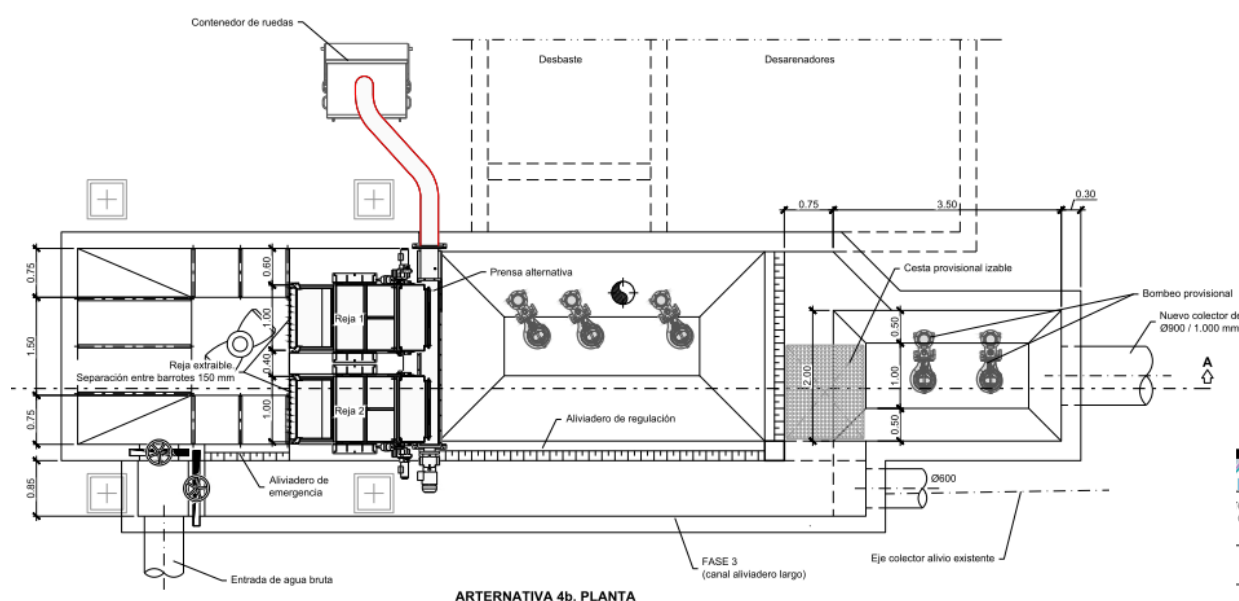 Contenedor de ruedas
Desbaste
Desarenadores
0.30
0.75
3.50
Cesta provisional izable
Prensa alternativa
Bombeo provisional
Nuevo colector de
Ø900 / 1.000 mm
0.75
0.60
0.50
Reja 1
1.00
1.50
Reja extraible.
Separación entre barrotes 150 mm
0.40
2.00
1.00
A
0.75
1.00
Reja 2
Aliviadero de regulación
0.50
0.85
Aliviadero de
emergencia
Ø600
Eje colector alivio existente
FASE 3
(canal aliviadero largo)
Entrada de agua bruta
ARTERNATIVA 4b. PLANTA